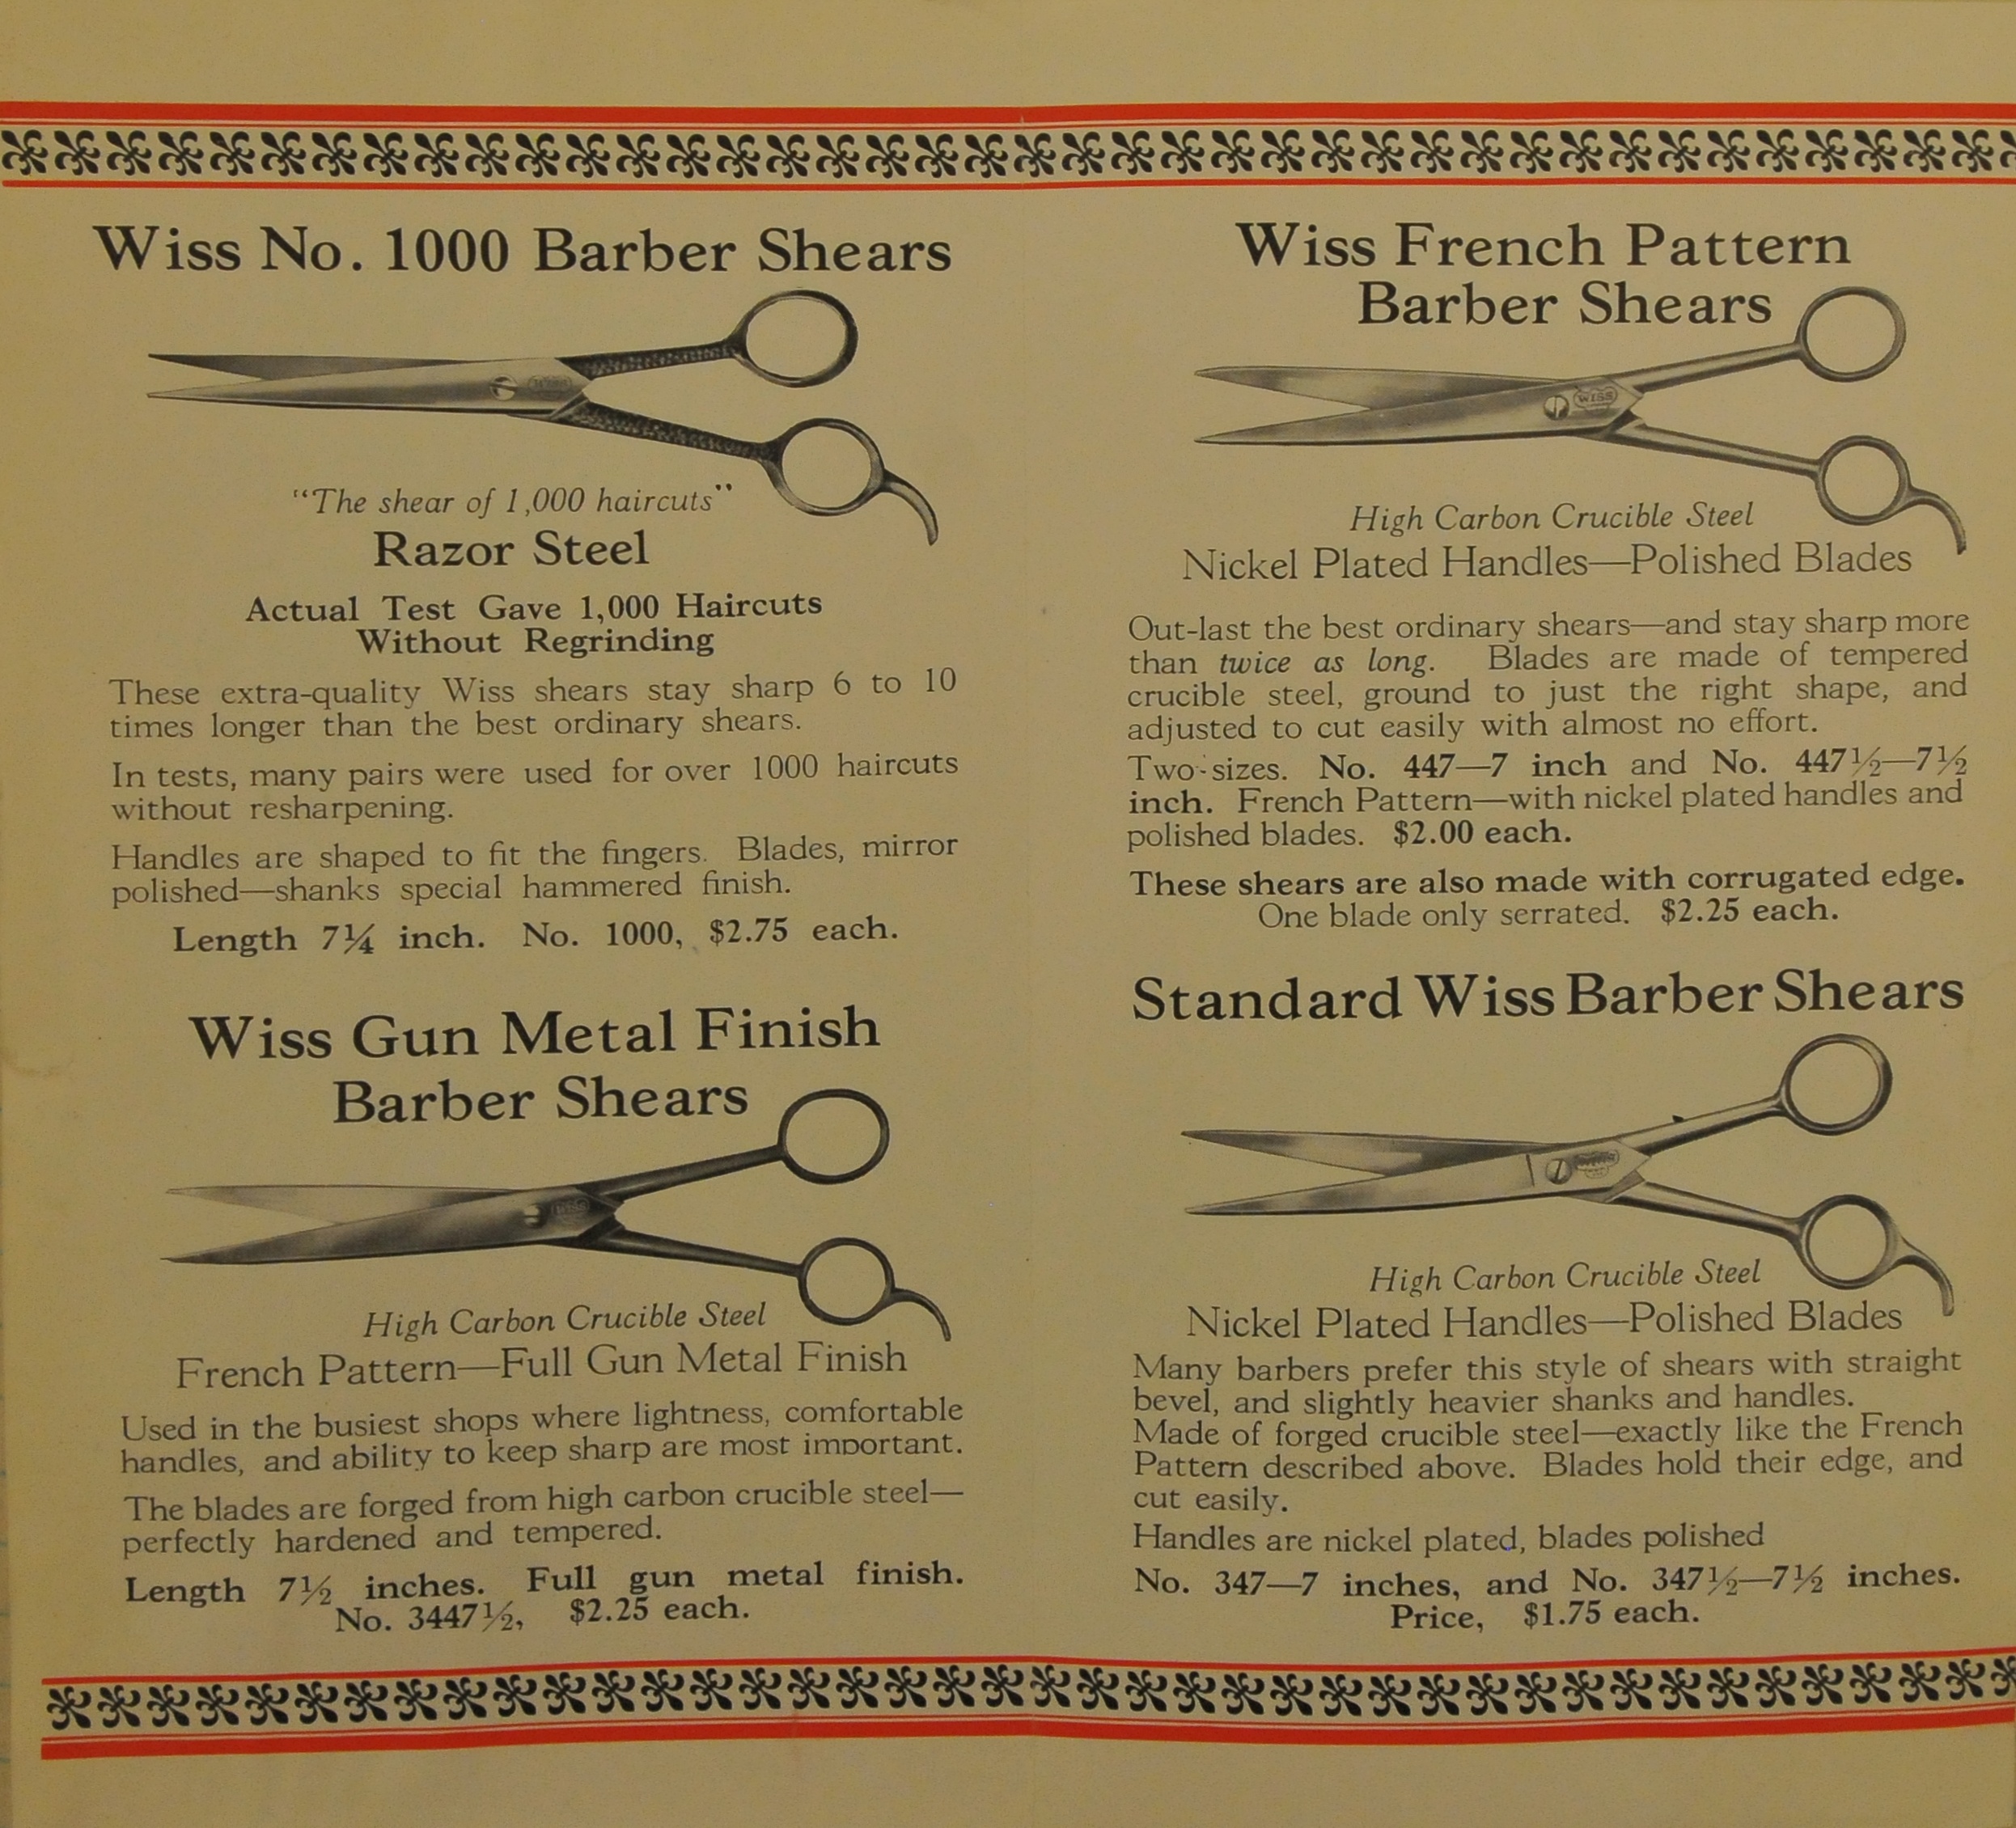 Wiss No. 1000 Barber Shears
WISS
“The shear of 1,000 haircuts”
Razor Steel
Actual Test Gave 1,000 Haircuts
Without Regrinding
These extra-quality Wiss shears stay sharp 6 to 10
times longer than the best ordinary shears.
In tests, many pairs were used for over 1000 haircuts
without resharpening.
Handles are shaped to fit the fingers. Blades, mirror
polished—shanks special hammered finish.
Length 7¼ inch. No. 1000, $2.75 each.
Wiss Gun Metal Finish
Barber Shears
WISS
High Carbon Crucible Steel
French Pattern—Full Gun Metal Finish
Used in the busiest shops where lightness, comfortable
handles, and ability to keep sharp are most important.
The blades are forged from high carbon crucible steel—
perfectly hardened and tempered.
Length 7½ inches. Full gun metal finish.
No. 3447½, $2.25 each.
Wiss French Pattern
Barber Shears
WISS
High Carbon Crucible Steel
Nickel Plated Handles—Polished Blades
Out-last the best ordinary shears—and stay sharp more
than twice as long. Blades are made of tempered
crucible steel, ground to just the right shape, and
adjusted to cut easily with almost no effort.
Two sizes. No. 447—7 inch and No. 447½—7½
inch. French Pattern—with nickel plated handles and
polished blades. $2.00 each.
These shears are also made with corrugated edge.
One blade only serrated. $2.25 each.
Standard Wiss Barber Shears
High Carbon Crucible Steel
Nickel Plated Handles—Polished Blades
Many barbers prefer this style of shears with straight
bevel, and slightly heavier shanks and handles.
Made of forged crucible steel—exactly like the French
Pattern described above. Blades hold their edge, and
cut easily.
Handles are nickel plated, blades polished
No. 347—7 inches, and No. 347½—7½ inches.
Price, $1.75 each.